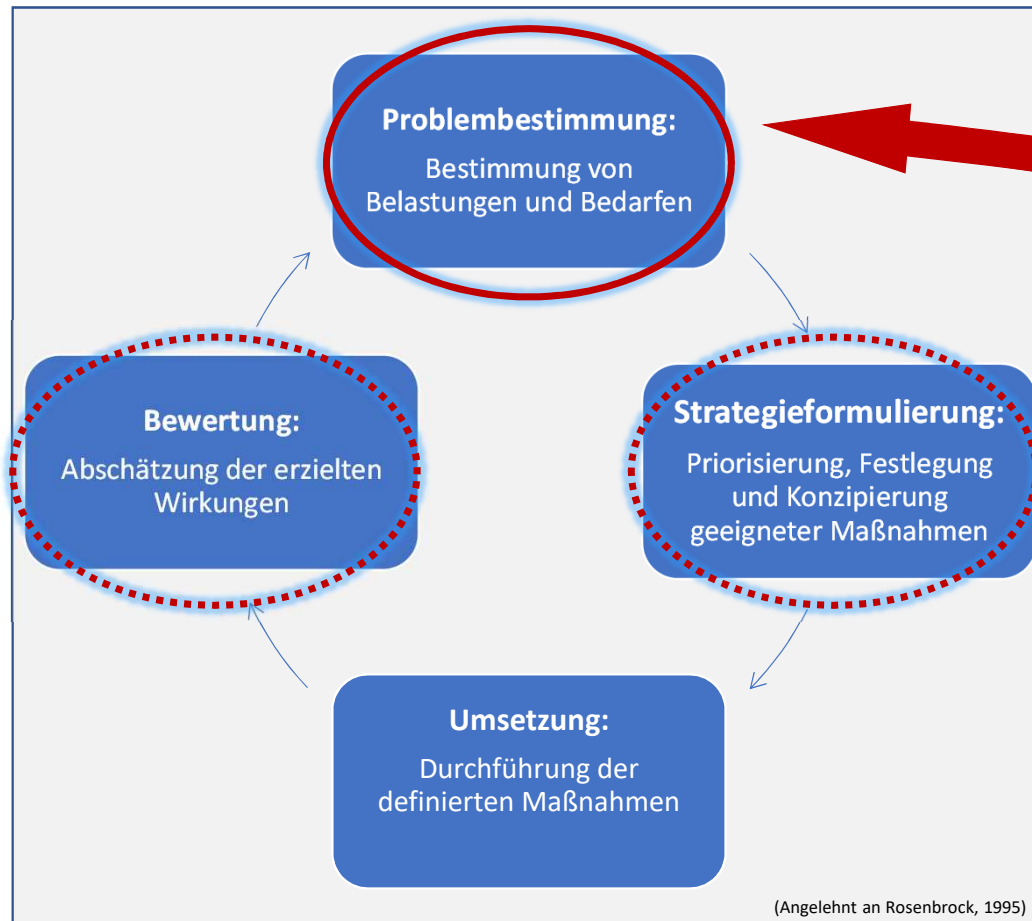 Problembestimmung:
Bestimmung von
Belastungen und Bedarfen
Bewertung:
Abschätzung der erzielten
Wirkungen
Strategieformulierung:
Priorisierung, Festlegung
und Konzipierung
geeigneter Maßnahmen
Umsetzung:
Durchführung der
definierten Maßnahmen
(Angelehnt an Rosenbrock, 1995)